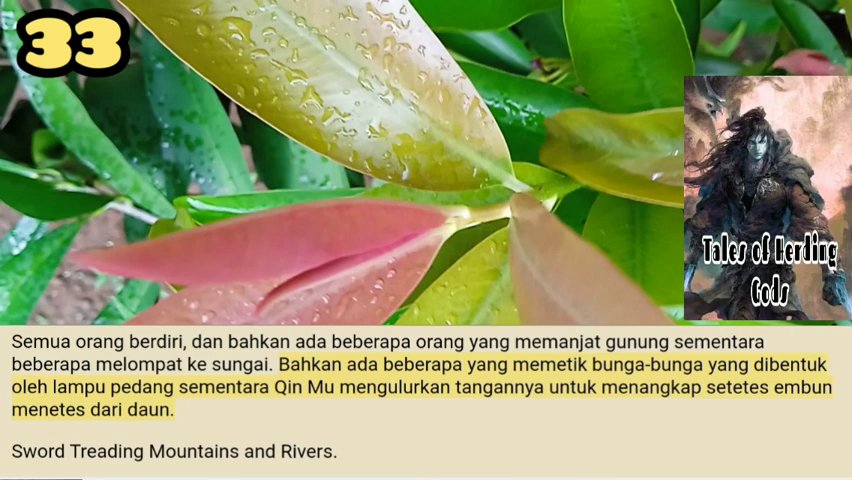 33
Tales of Herding
Gods
Semua orang berdiri, dan bahkan ada beberapa orang yang memanjat gunung sementara
beberapa melompat ke sungai. Bahkan ada beberapa yang memetik bunga-bunga yang dibentuk
oleh lampu pedang sementara Qin Mu mengulurkan tangannya untuk menangkap setetes embun
menetes dari daun.
Sword Treading Mountains and Rivers.